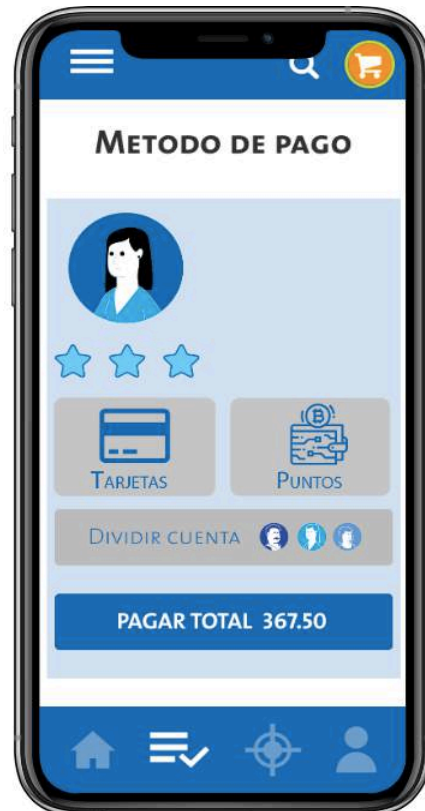 METODO DE PAGO
TARJETAS
PUNTOS
DIVIDIR CUENTA
PAGAR TOTAL 367.50